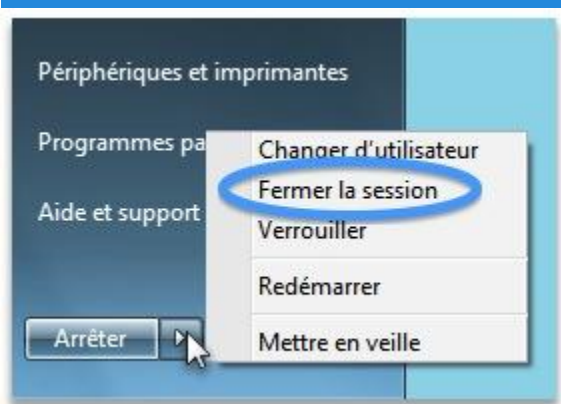 Périphériques et imprimantes
Programmes pa
Aide et support
Changer d'utilisateur
Fermer la session
Verrouiller
Redémarrer
Mettre en veille
Arrêter